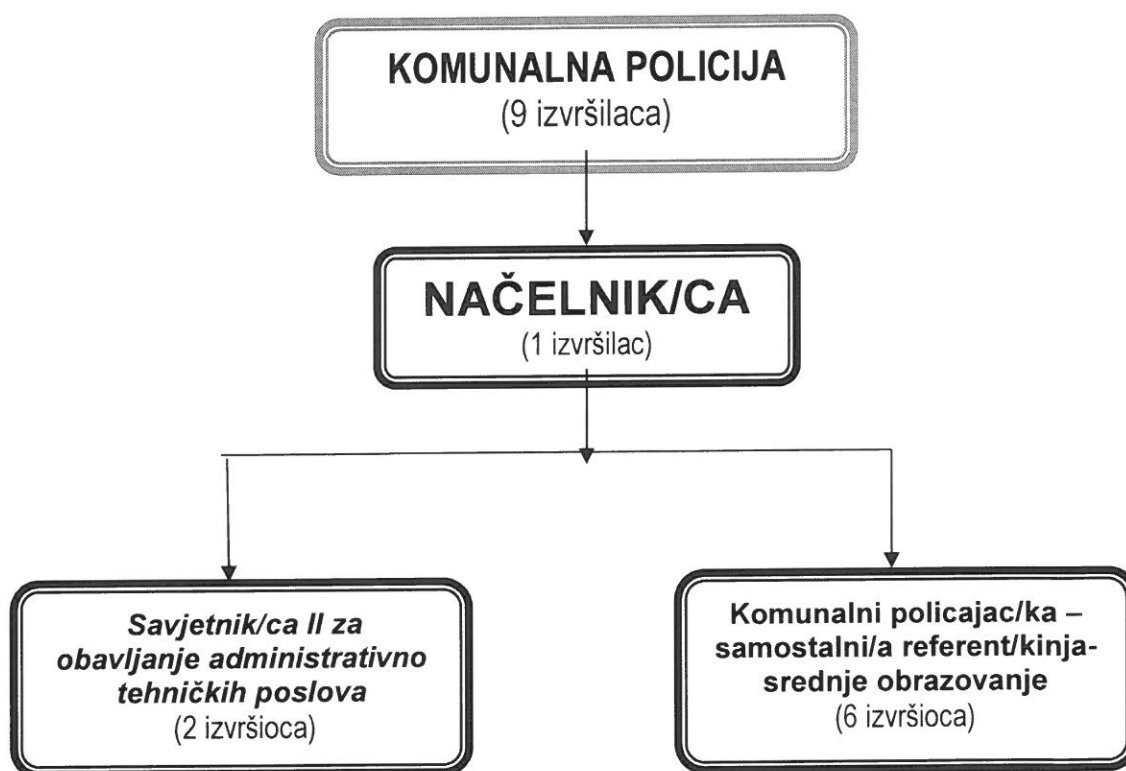 KOMUNALNA POLICIJA
(9 izvršilaca)
NAČELNIK/CA
(1 izvršilac)
Savjetnik/ca II za
obavljanje administrativno
tehničkih poslova
(2 izvršioca)
Komunalni policajac/ka –
samostalni/a referent/kinja-
srednje obrazovanje
(6 izvršioca)